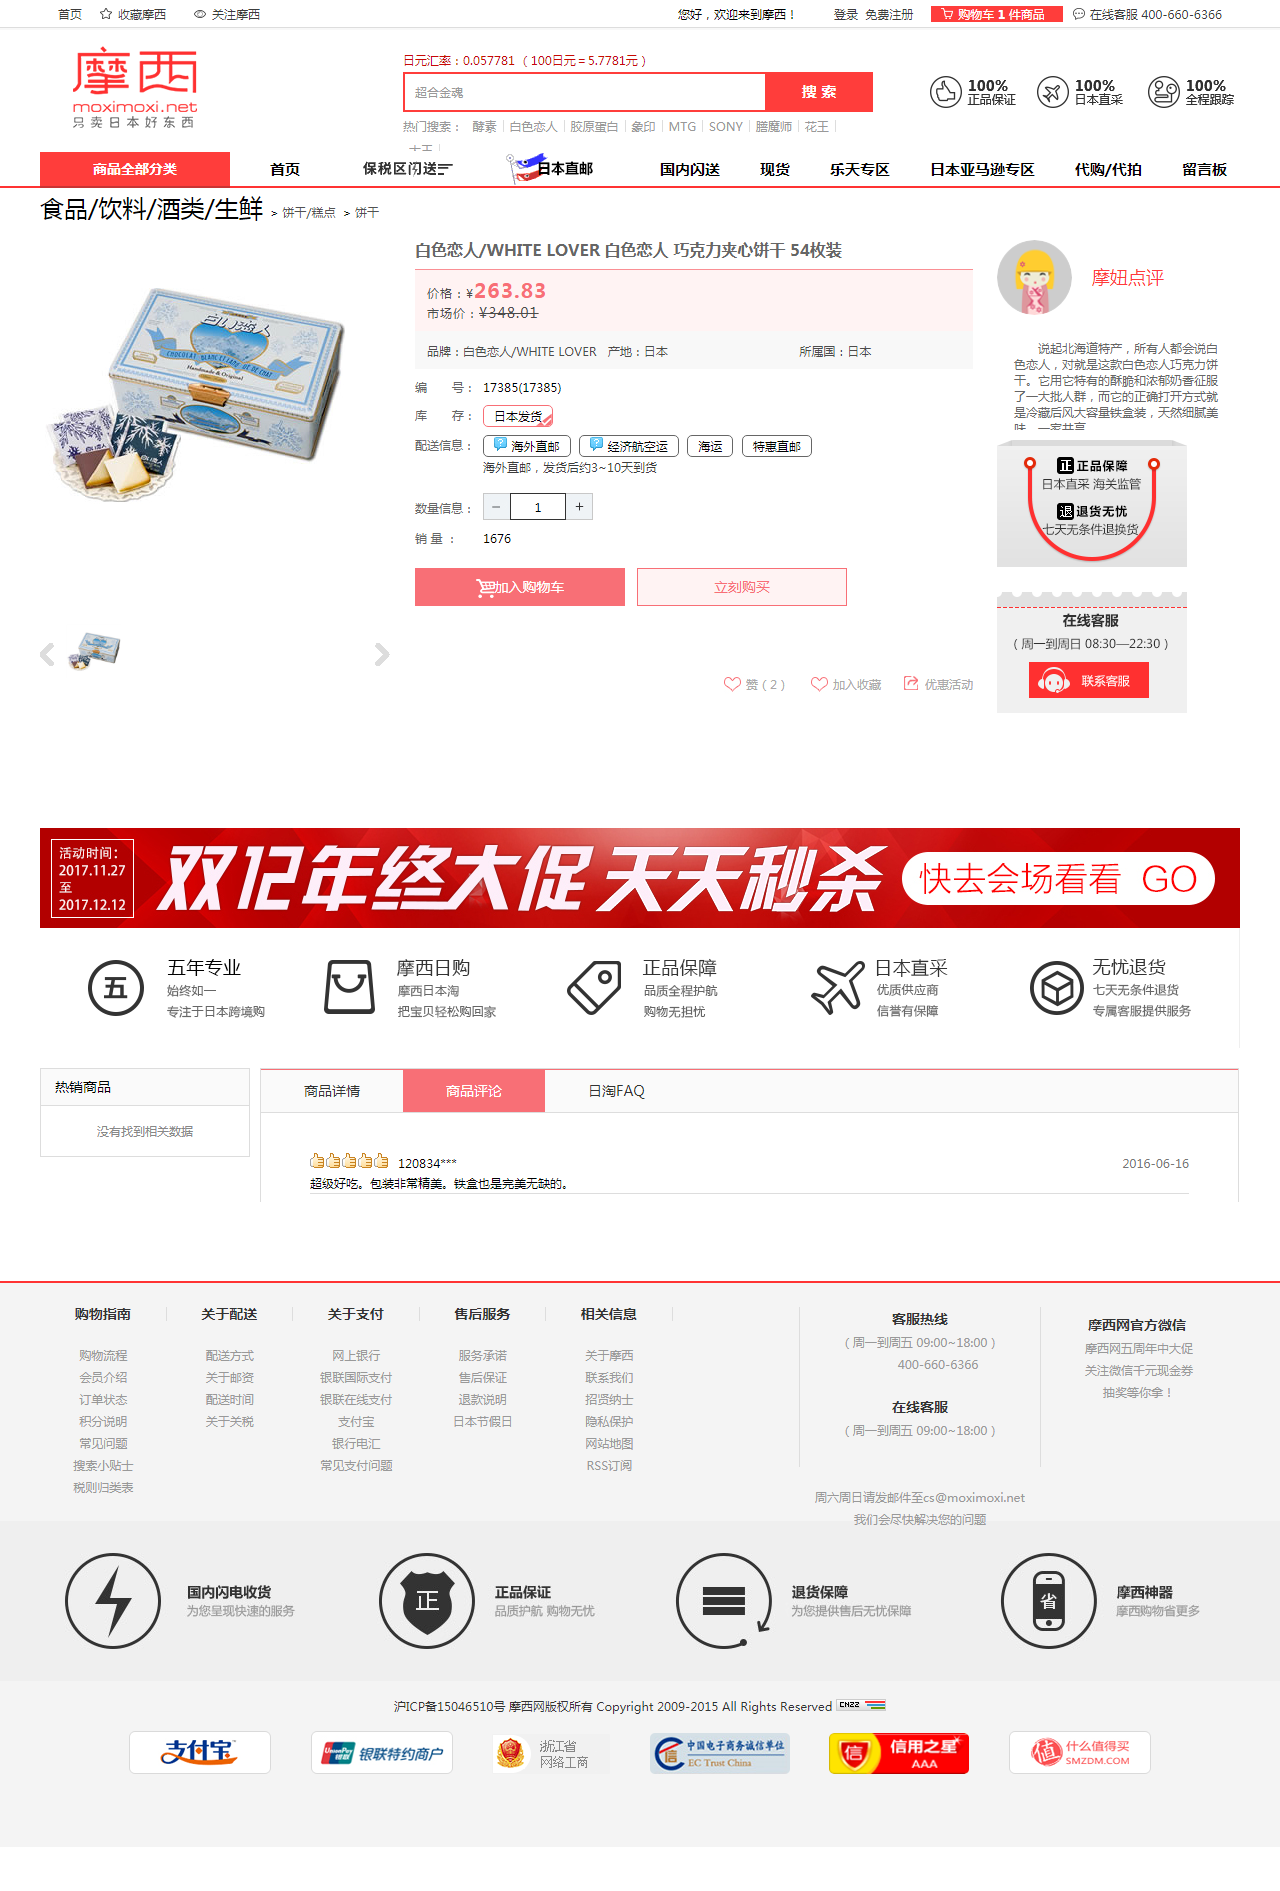 首页 收藏摩西 关注摩西 您好，欢迎来到摩西！ 登录 免费注册 购物车 1 件商品 在线客服 400-660-6366
摩西
moximoxi.net
只卖日本好东西
日元汇率：0.057781 （ 100日元 = 5.7781元 ）
超合金魂 搜 索
热门搜索： 酵素 白色恋人 胶原蛋白 象印 MTG SONY 膳魔师 花王
100% 正品保证
100% 日本直采
100% 全程跟踪
商品全部分类 首页 保税区闪送 日本直邮 国内闪送 现货 乐天专区 日本亚马逊专区 代购/代拍 留言板
食品/饮料/酒类/生鲜 > 饼干/糕点 > 饼干
白色恋人/WHITE LOVER 白色恋人 巧克力夹心饼干 54枚装
价格：¥263.83
市场价：¥348.01
品牌：白色恋人/WHITE LOVER 产地：日本 所属国：日本
编 号： 17385(17385)
库 存： 日本发货
配送信息： 海外直邮 经济航空运 海运 特惠直邮
海外直邮，发货后约3~10天到货
数量信息： − 1 +
销 量 ： 1676
加入购物车 立刻购买
赞（ 2 ） 加入收藏 优惠活动
摩妞点评
说起北海道特产，所有人都会说白
色恋人，对就是这款白色恋人巧克力饼
干。它用它特有的酥脆和浓郁奶香征服
了一大批人群，而它的正确打开方式就
是冷藏后风大容量铁盒装，天然细腻美
味，一家共享
正 正品保障
日本直采 海关监管
退 退货无忧
七天无条件退换货
在线客服
（ 周一到周日 08:30—22:30 ）
联系客服
活动时间：
2017.11.27
至
2017.12.12
双12年终大促 天天秒杀
快去会场看看 GO
五
五年专业
始终如一
专注于日本跨境购
摩西日购
摩西日本淘
把宝贝轻松购回家
正品保障
品质全程护航
购物无担忧
日本直采
优质供应商
信誉有保障
无忧退货
七天无条件退货
专属客服提供服务
热销商品
没有找到相关数据
商品详情 商品评论 日淘FAQ
120834*** 2016-06-16
超级好吃。包装非常精美。铁盒也是完美无缺的。
购物指南
购物流程
会员介绍
订单状态
积分说明
常见问题
搜索小贴士
税则归类表
关于配送
配送方式
关于邮资
配送时间
关于关税
关于支付
网上银行
银联国际支付
银联在线支付
支付宝
银行电汇
常见支付问题
售后服务
服务承诺
售后保证
退款说明
日本节假日
相关信息
关于摩西
联系我们
招贤纳士
隐私保护
网站地图
RSS订阅
客服热线
（ 周一到周五 09:00~18:00 ）
400-660-6366
在线客服
（ 周一到周五 09:00~18:00 ）
周六周日请发邮件至cs@moximoxi.net
我们会尽快解决您的问题
摩西网官方微信
摩西网五周年中大促
关注微信千元现金券
抽奖等你拿！
国内闪电收货
为您呈现快速的服务
正
正品保证
品质护航 购物无忧
退货保障
为您提供售后无忧保障
省
摩西神器
摩西购物省更多
沪ICP备15046510号 摩西网版权所有 Copyright 2009-2015 All Rights Reserved CNZZ
支付宝
UnionPay 银联 银联特约商户
浙江省
网络工商
中国电子商务诚信单位
EC Trust China
信 信用之星
AAA
值 什么值得买
SMZDM.COM